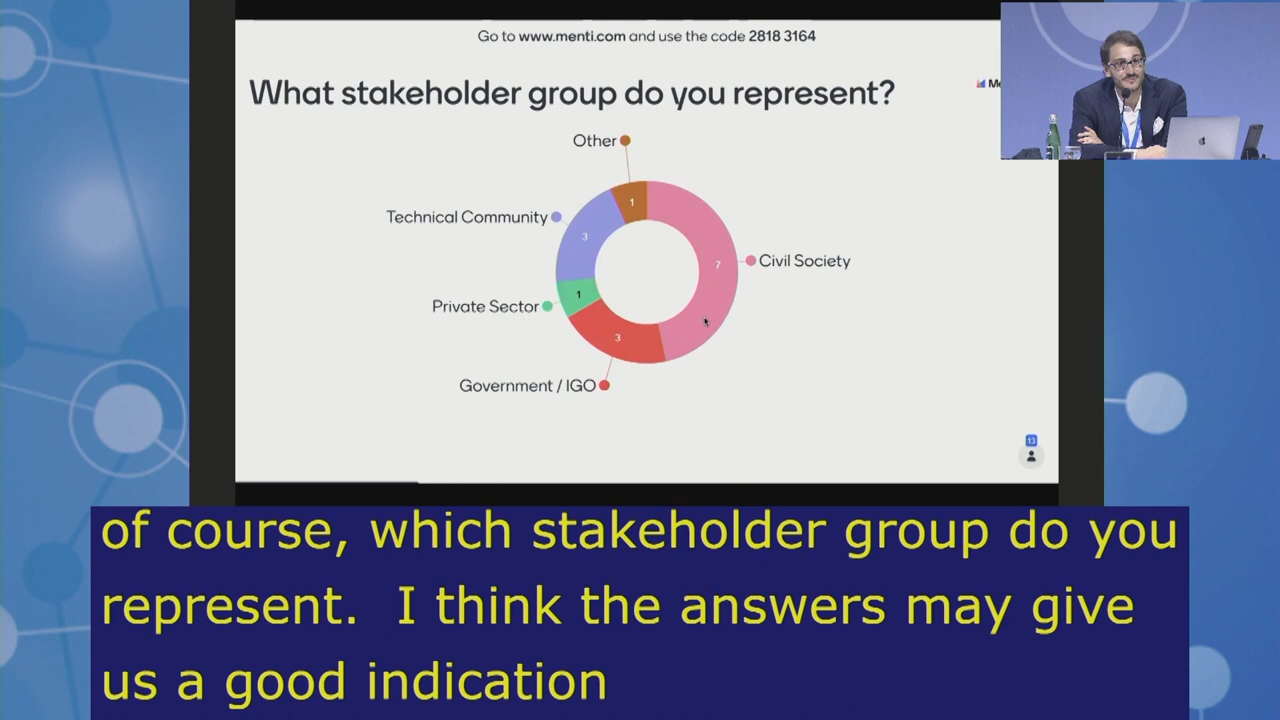 Go to www.menti.com and use the code 2818 3164
What stakeholder group do you represent?
Other
1
Technical Community
3
7
Civil Society
Private Sector
1
3
Government / IGO
13
of course, which stakeholder group do you
represent.  I think the answers may give
us a good indication